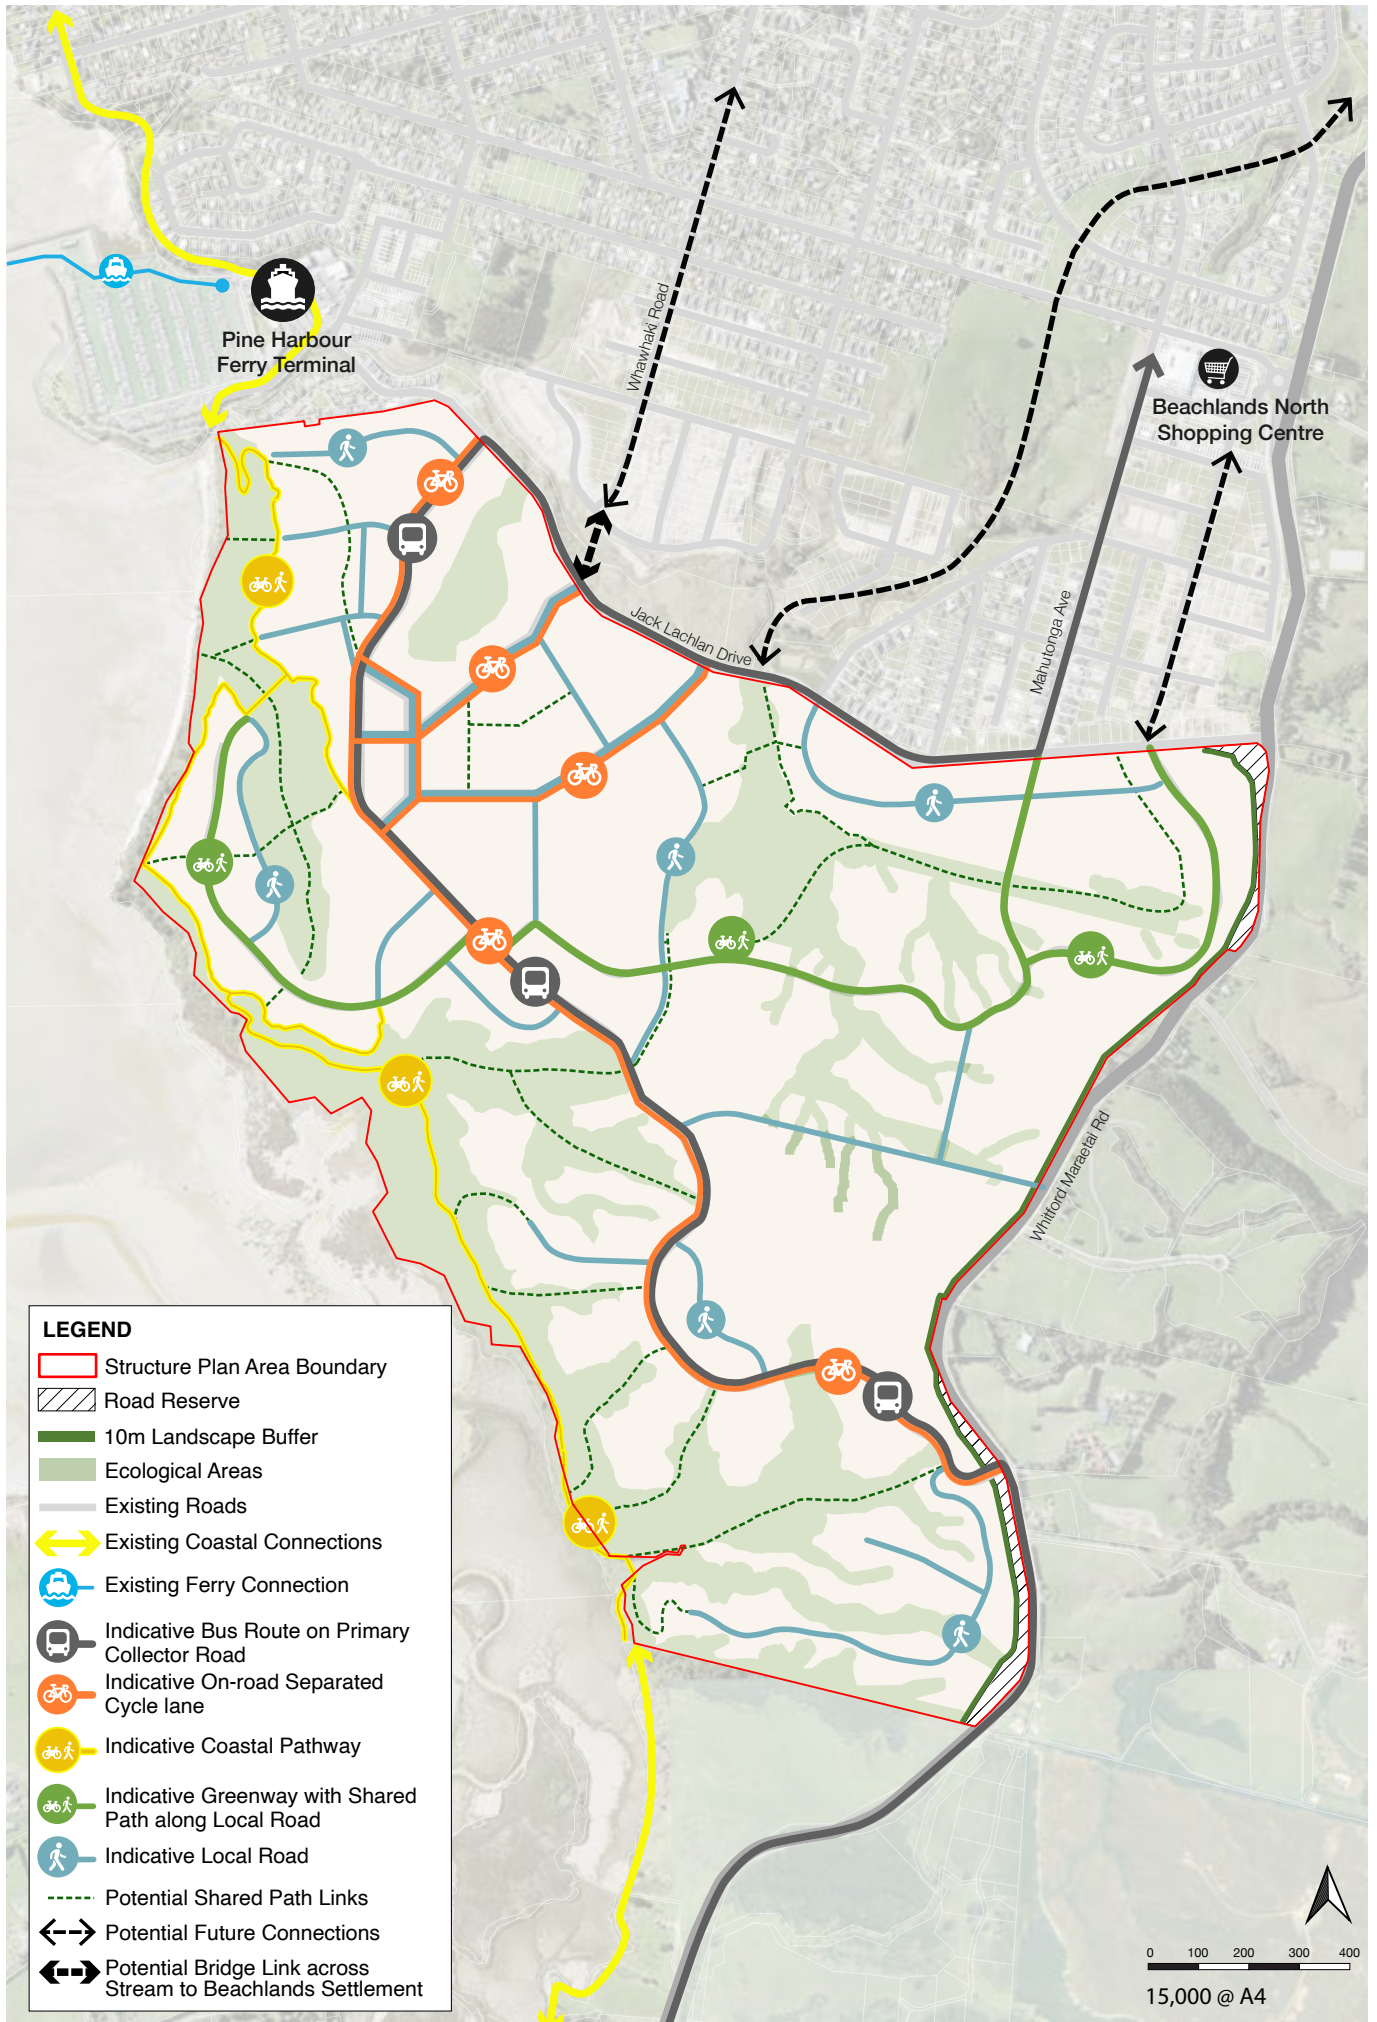 Whawhaki Road
Pine Harbour
Ferry Terminal
Beachlands North
Shopping Centre
Jack Lachlan Drive
Mahutonga Ave
Whitford Maraetai Rd
LEGEND
Structure Plan Area Boundary
Road Reserve
10m Landscape Buffer
Ecological Areas
Existing Roads
Existing Coastal Connections
Existing Ferry Connection
Indicative Bus Route on Primary
Collector Road
Indicative On-road Separated
Cycle lane
Indicative Coastal Pathway
Indicative Greenway with Shared
Path along Local Road
Indicative Local Road
Potential Shared Path Links
Potential Future Connections
Potential Bridge Link across
Stream to Beachlands Settlement
0 100 200 300 400
15,000 @ A4